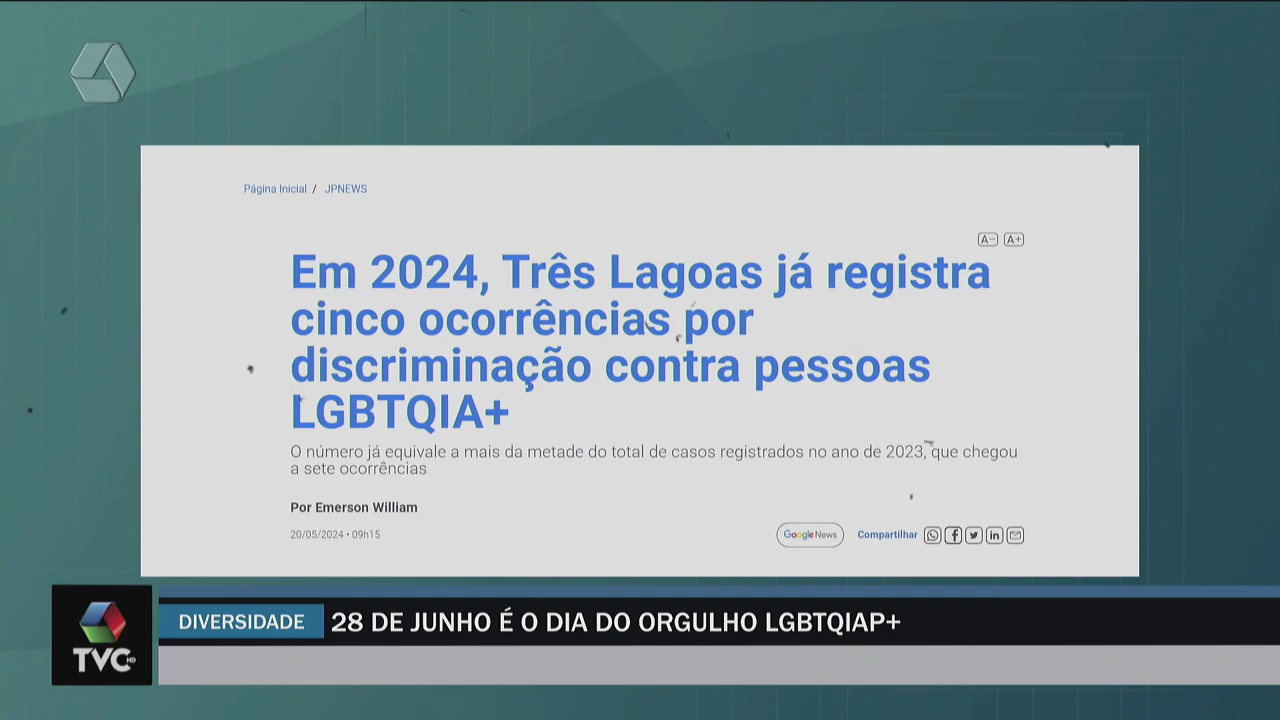 Página Inicial / JPNEWS
A- A+
Em 2024, Três Lagoas já registra
cinco ocorrências por
discriminação contra pessoas
LGBTQIA+
O número já equivale a mais da metade do total de casos registrados no ano de 2023, que chegou
a sete ocorrências
Por Emerson William
20/05/2024 • 09h15
Google News Compartilhar
DIVERSIDADE 28 DE JUNHO É O DIA DO ORGULHO LGBTQIAP+
TVC HD